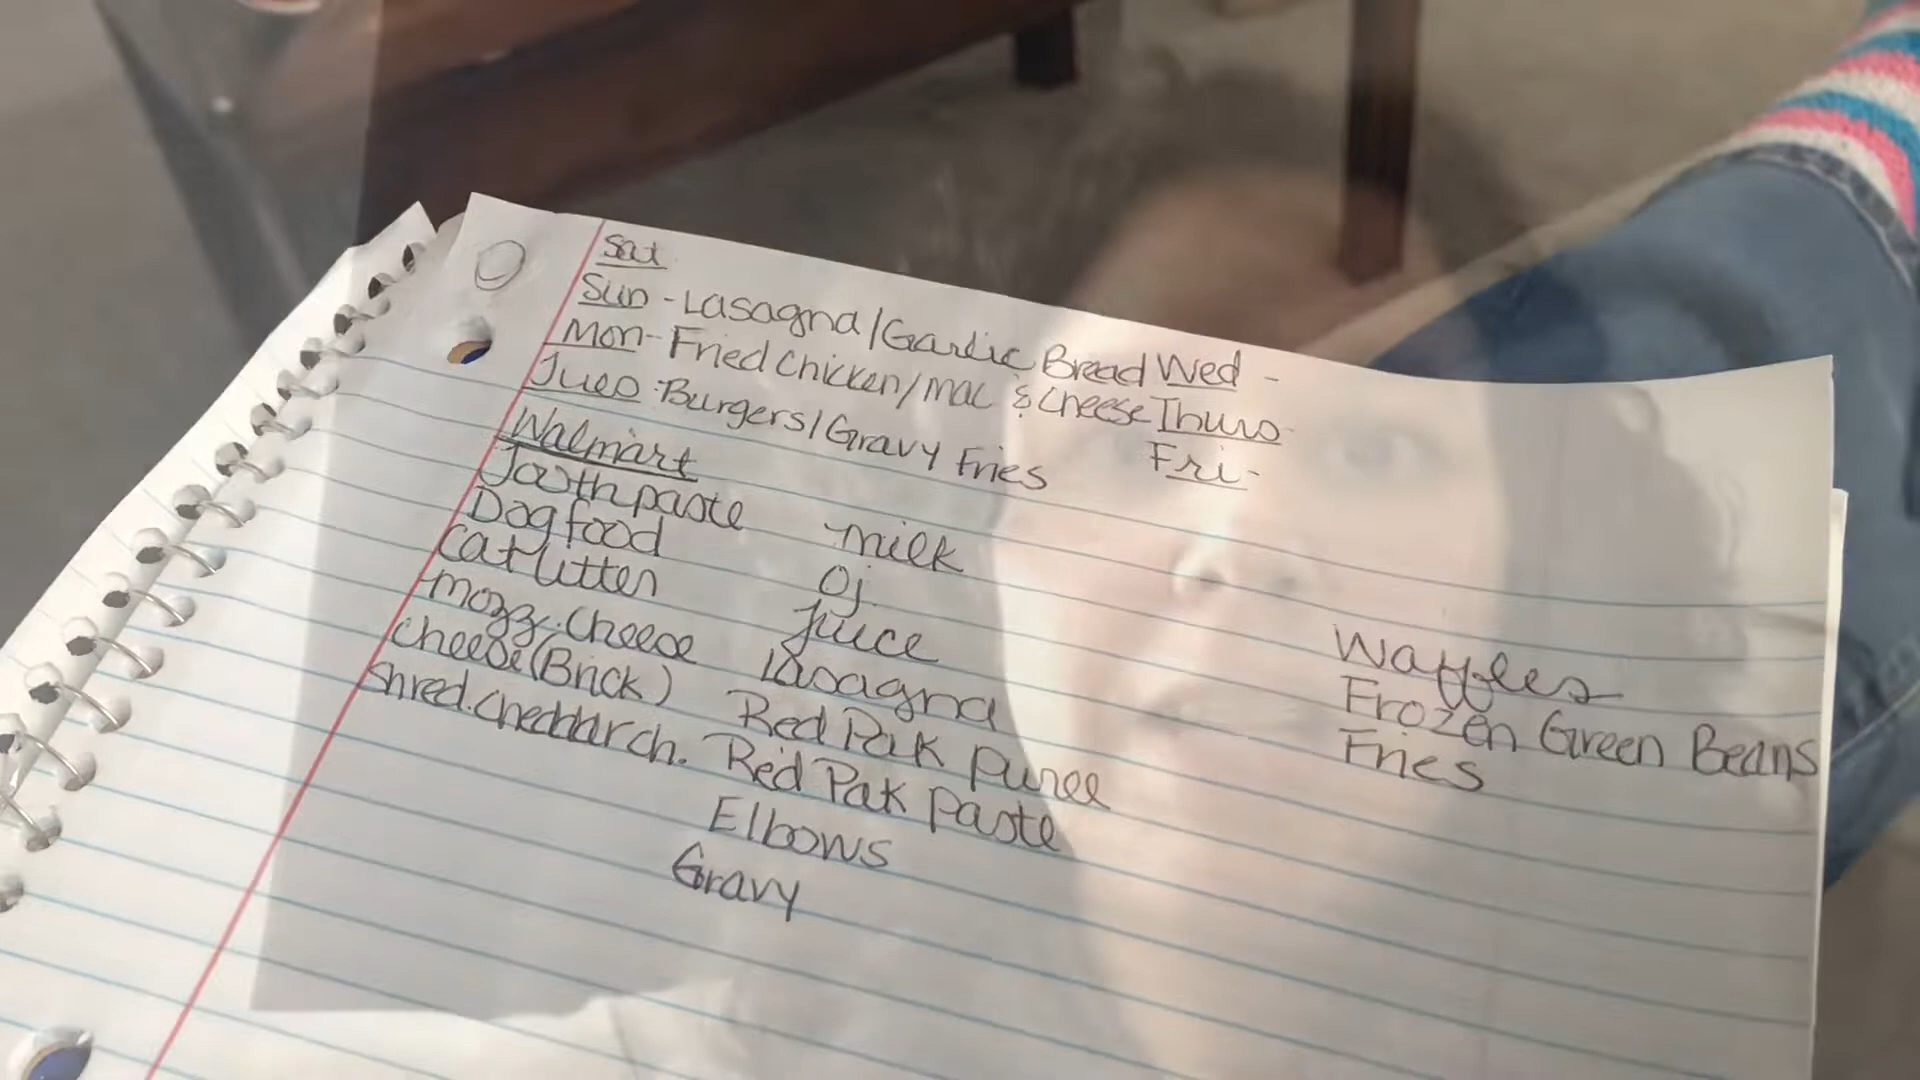 Sat
Sun - Lasagna/Garlic Bread Wed -
Mon- Fried Chicken/Mac & Cheese Thurs
Tues- Burgers/Gravy Fries Fri-
Walmart
Toothpaste
Dog food
Cat litter
Mozz. Cheese
Cheese (Brick)
Shred. Cheddar ch.
Milk
Oj
Juice
Lasagna
Red Pak Puree
Red Pak Paste
Elbows
Gravy
Waffles
Frozen Green Beans
Fries